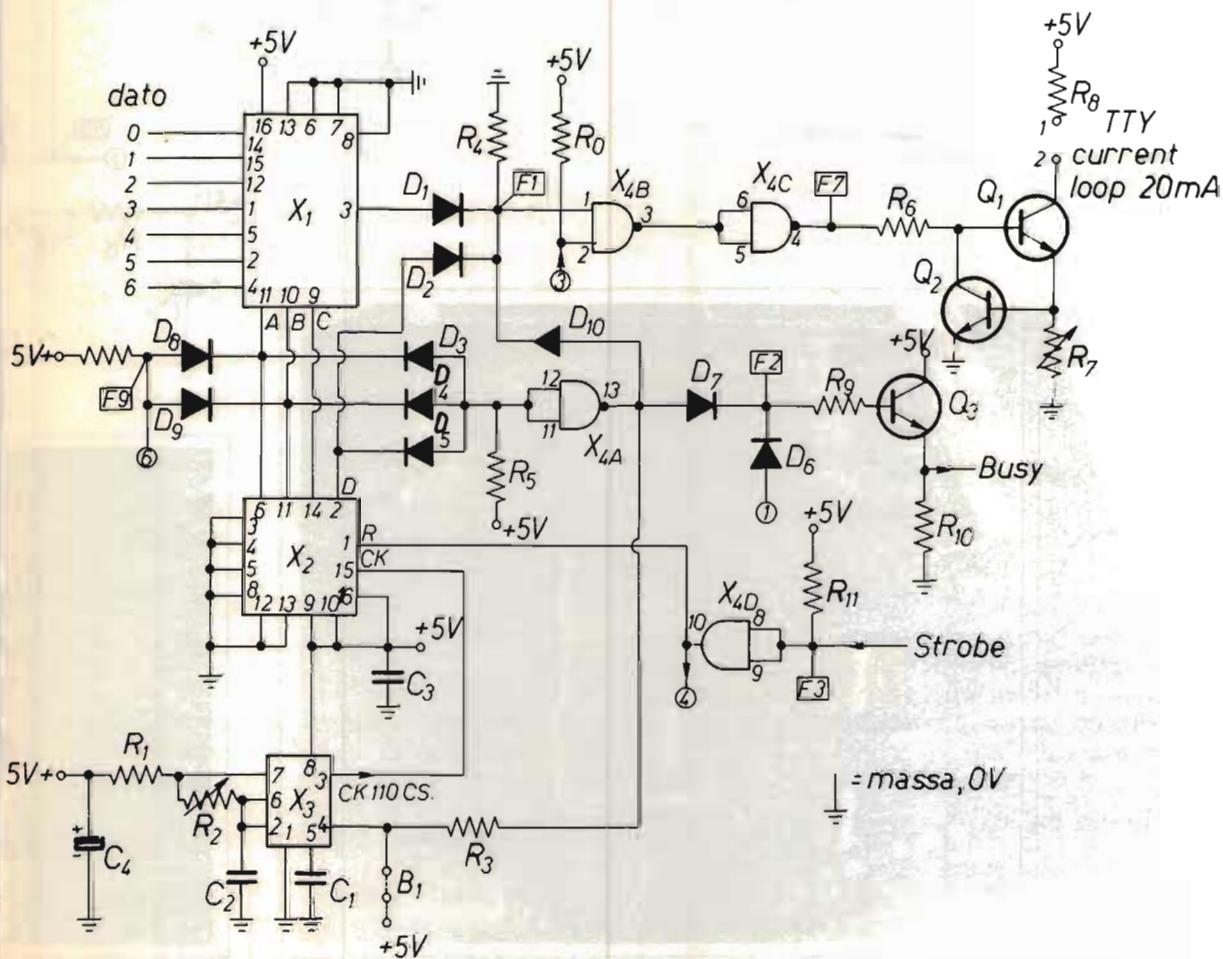 dato
0
1
2
3
4
5
6
+5V
16 13 6 7
8
14
15
12
1
5
2
4
X1
3
11 10 9
A B C
D1
D2
R4
F1
+5V
R0
1
2
3
X4B
③
6
5
4
X4C
F7
R6
+5V
R8
1
TTY
2
current
loop 20mA
Q1
Q2
R7
5V+
F9
D8
D9
⑥
D3
D4
D5
D10
12
11
13
X4A
R5
+5V
D7
F2
D6
①
R9
+5V
Q3
Busy
R10
D
6 11 14 2
3
4
5
8
X2
1
R
15
CK
16
12 13 9 10
+5V
C3
X4D
10
8
9
④
+5V
R11
Strobe
F3
= massa, 0V
5V+
R1
R2
C4
+
-
C2
7
6
2
X3
8
3
1 5 4
CK 110 CS.
C1
B1
+5V
R3